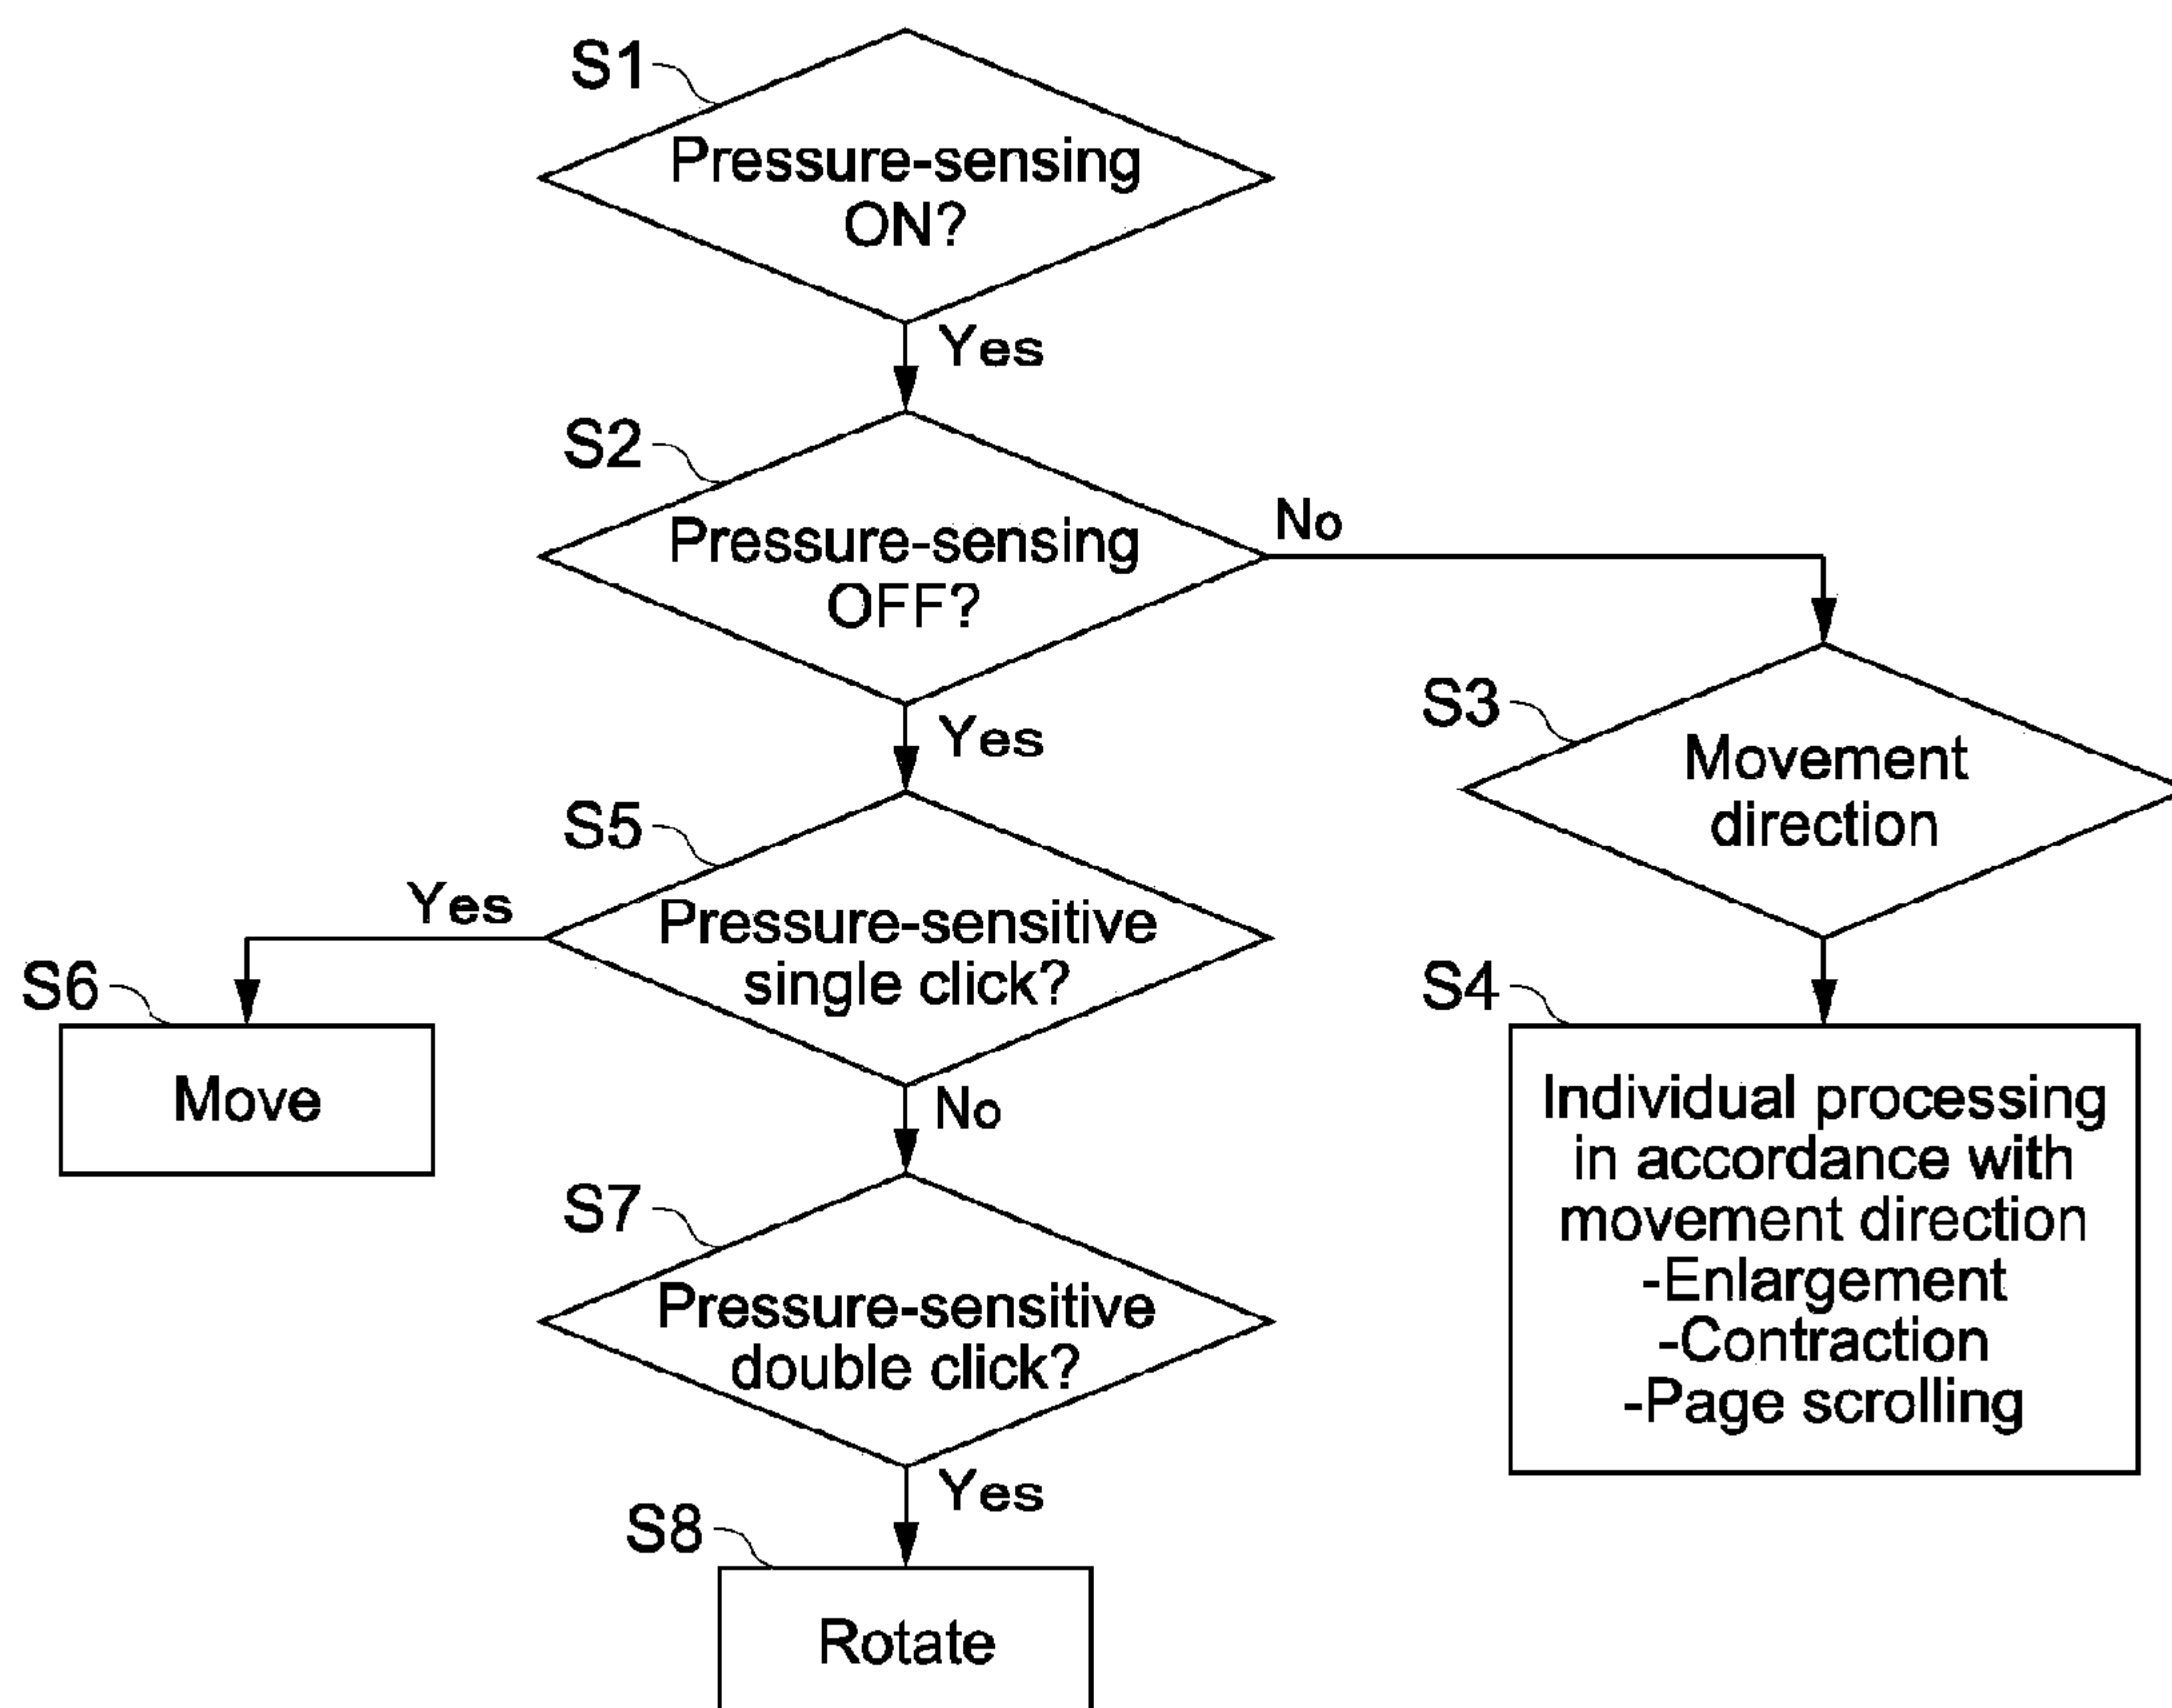 S1
Pressure-sensing
ON?
Yes
S2
Pressure-sensing
OFF?
No
Yes
S3
Movement
direction
S5
Pressure-sensitive
single click?
Yes
S6
Move
S4
Individual processing
in accordance with
movement direction
-Enlargement
-Contraction
-Page scrolling
No
S7
Pressure-sensitive
double click?
Yes
S8
Rotate